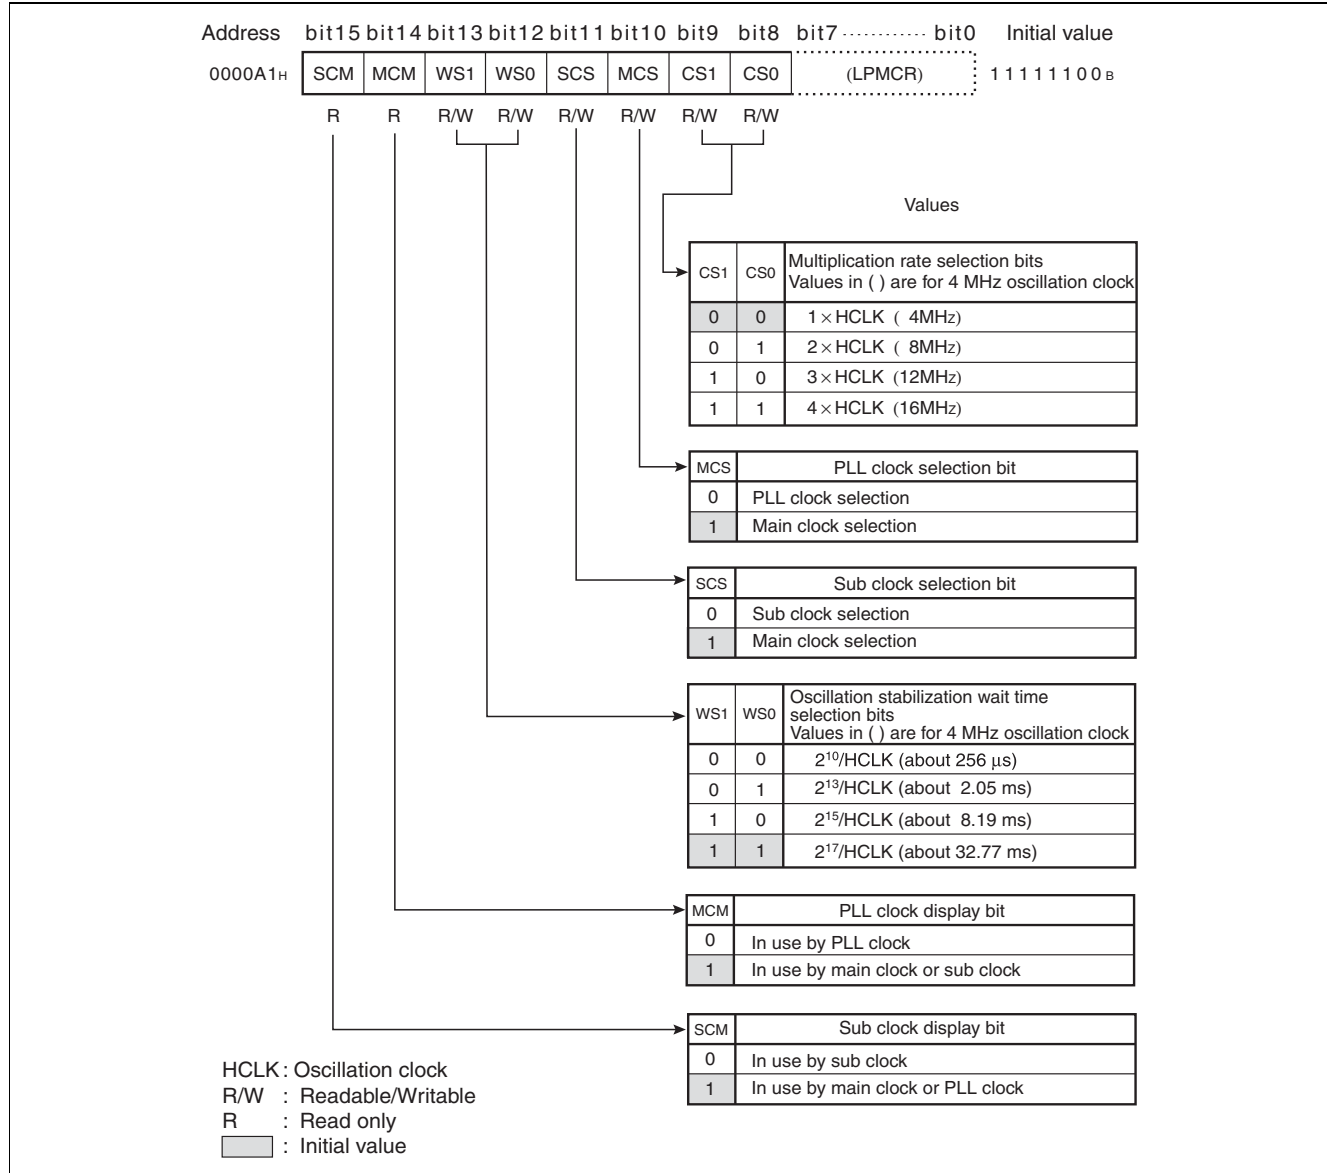 Address bit15 bit14 bit13 bit12 bit11 bit10 bit9 bit8 bit7 ··········· bit0 Initial value
0000A1H SCM MCM WS1 WS0 SCS MCS CS1 CS0 (LPMCR) 11111100B
R R R/W R/W R/W R/W R/W R/W
Values
CS1 CS0 Multiplication rate selection bits
Values in ( ) are for 4 MHz oscillation clock
0 0 1×HCLK ( 4MHz)
0 1 2×HCLK ( 8MHz)
1 0 3×HCLK (12MHz)
1 1 4×HCLK (16MHz)
MCS PLL clock selection bit
0 PLL clock selection
1 Main clock selection
SCS Sub clock selection bit
0 Sub clock selection
1 Main clock selection
WS1 WS0 Oscillation stabilization wait time
selection bits
Values in ( ) are for 4 MHz oscillation clock
0 0 2¹⁰/HCLK (about 256 μs)
0 1 2¹³/HCLK (about 2.05 ms)
1 0 2¹⁵/HCLK (about 8.19 ms)
1 1 2¹⁷/HCLK (about 32.77 ms)
MCM PLL clock display bit
0 In use by PLL clock
1 In use by main clock or sub clock
SCM Sub clock display bit
0 In use by sub clock
1 In use by main clock or PLL clock
HCLK : Oscillation clock
R/W : Readable/Writable
R : Read only
: Initial value